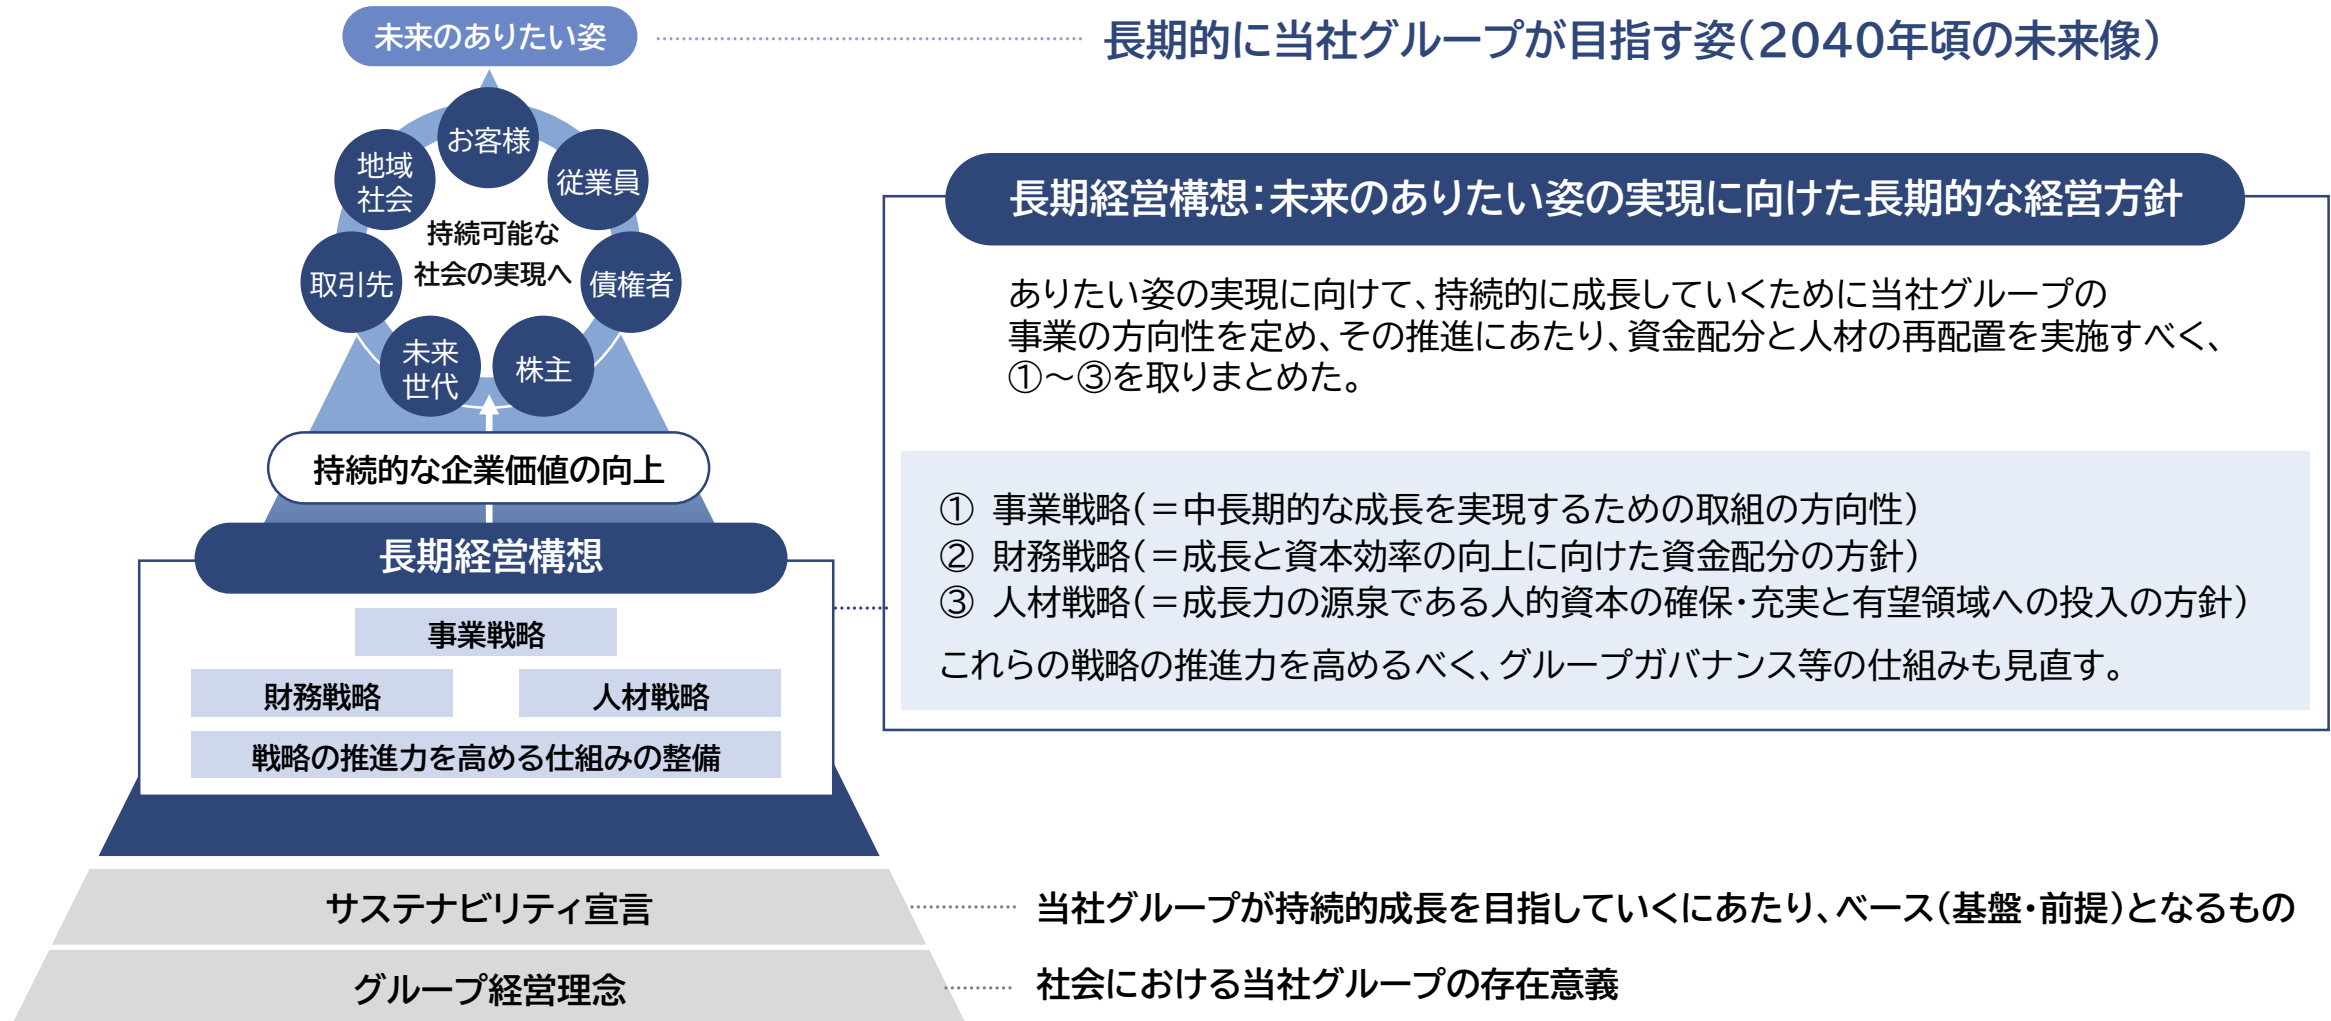 未来のありたい姿
長期的に当社グループが目指す姿(2040年頃の未来像)
お客様
地域
社会
従業員
持続可能な
社会の実現へ
取引先
債権者
未来
世代
株主
持続的な企業価値の向上
長期経営構想
事業戦略
財務戦略
人材戦略
戦略の推進力を高める仕組みの整備
長期経営構想:未来のありたい姿の実現に向けた長期的な経営方針
ありたい姿の実現に向けて、持続的に成長していくために当社グループの
事業の方向性を定め、その推進にあたり、資金配分と人材の再配置を実施すべく、
①~③を取りまとめた。
① 事業戦略(=中長期的な成長を実現するための取組の方向性)
② 財務戦略(=成長と資本効率の向上に向けた資金配分の方針)
③ 人材戦略(=成長力の源泉である人的資本の確保・充実と有望領域への投入の方針)
これらの戦略の推進力を高めるべく、グループガバナンス等の仕組みも見直す。
サステナビリティ宣言
当社グループが持続的成長を目指していくにあたり、ベース(基盤・前提)となるもの
グループ経営理念
社会における当社グループの存在意義